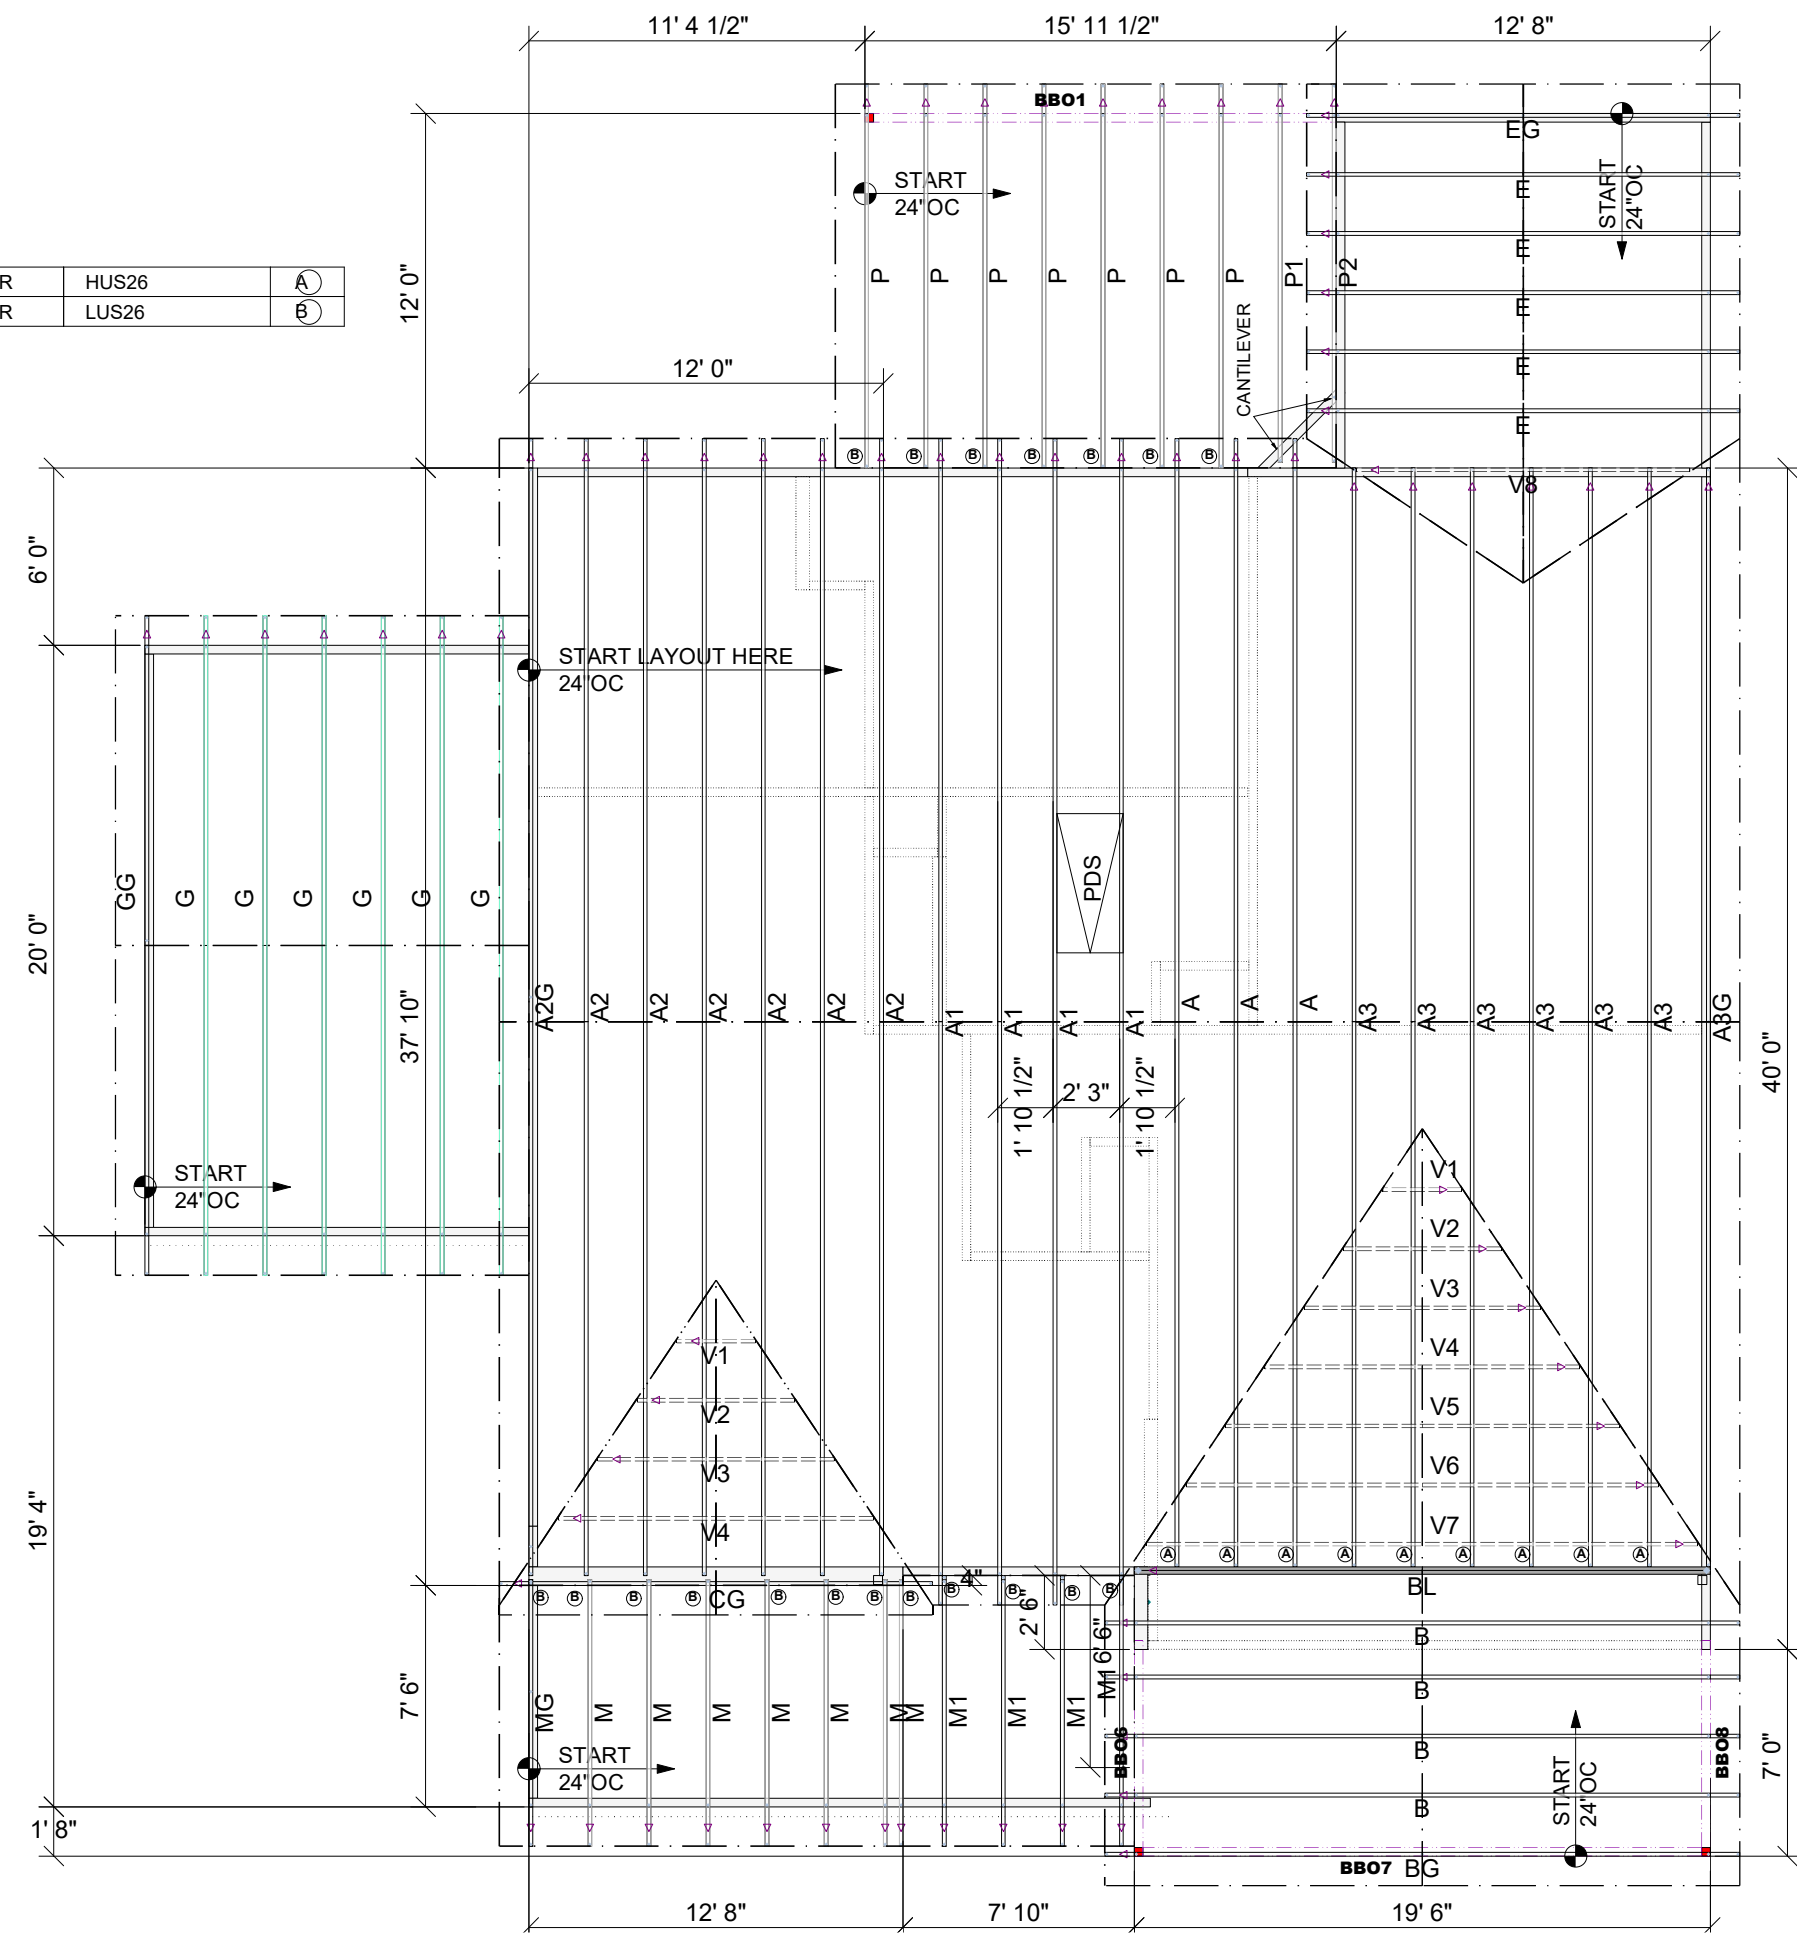 11' 4 1/2" 15' 11 1/2" 12' 8"
BBO1
EG
START
24"OC
START
24"OC
E
E
E
E
E
P P P P P P P P1 P2
R HUS26 A
R LUS26 B
12' 0"
12' 0"
CANTILEVER
B B B B B B B
V8
6' 0"
START LAYOUT HERE
24"OC
PDS
GG G G G G G G
20' 0"
37' 10"
40' 0"
A2G A2 A2 A2 A2 A2 A2 A1 A1 A1 A1 A A A A3 A3 A3 A3 A3 A3 A3G
1' 10 1/2" 2' 3" 1' 10 1/2"
START
24"OC
V1
V2
V3
V4
V5
V6
V7
V1
V2
V3
V4
A A A A A A A A A
BL
B B B B B B B B B B B
CG
4"
2' 6"
6' 6"
19' 4"
7' 6"
MG M M M M M M M M1 M1 M1 M1
START
24"OC
B
B
B
B
BBO6
BBO8
START
24"OC
7' 0"
1' 8"
BBO7 BG
12' 8" 7' 10" 19' 6"